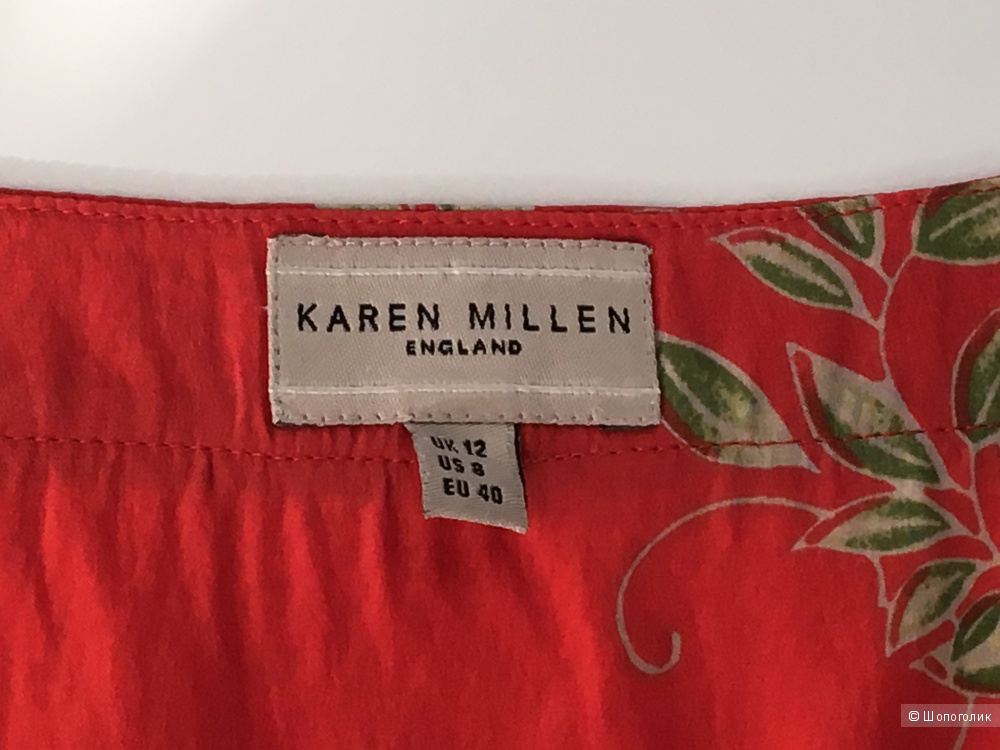 KAREN MILLEN
ENGLAND
UK 12
US 8
EU 40
© Шопоголик